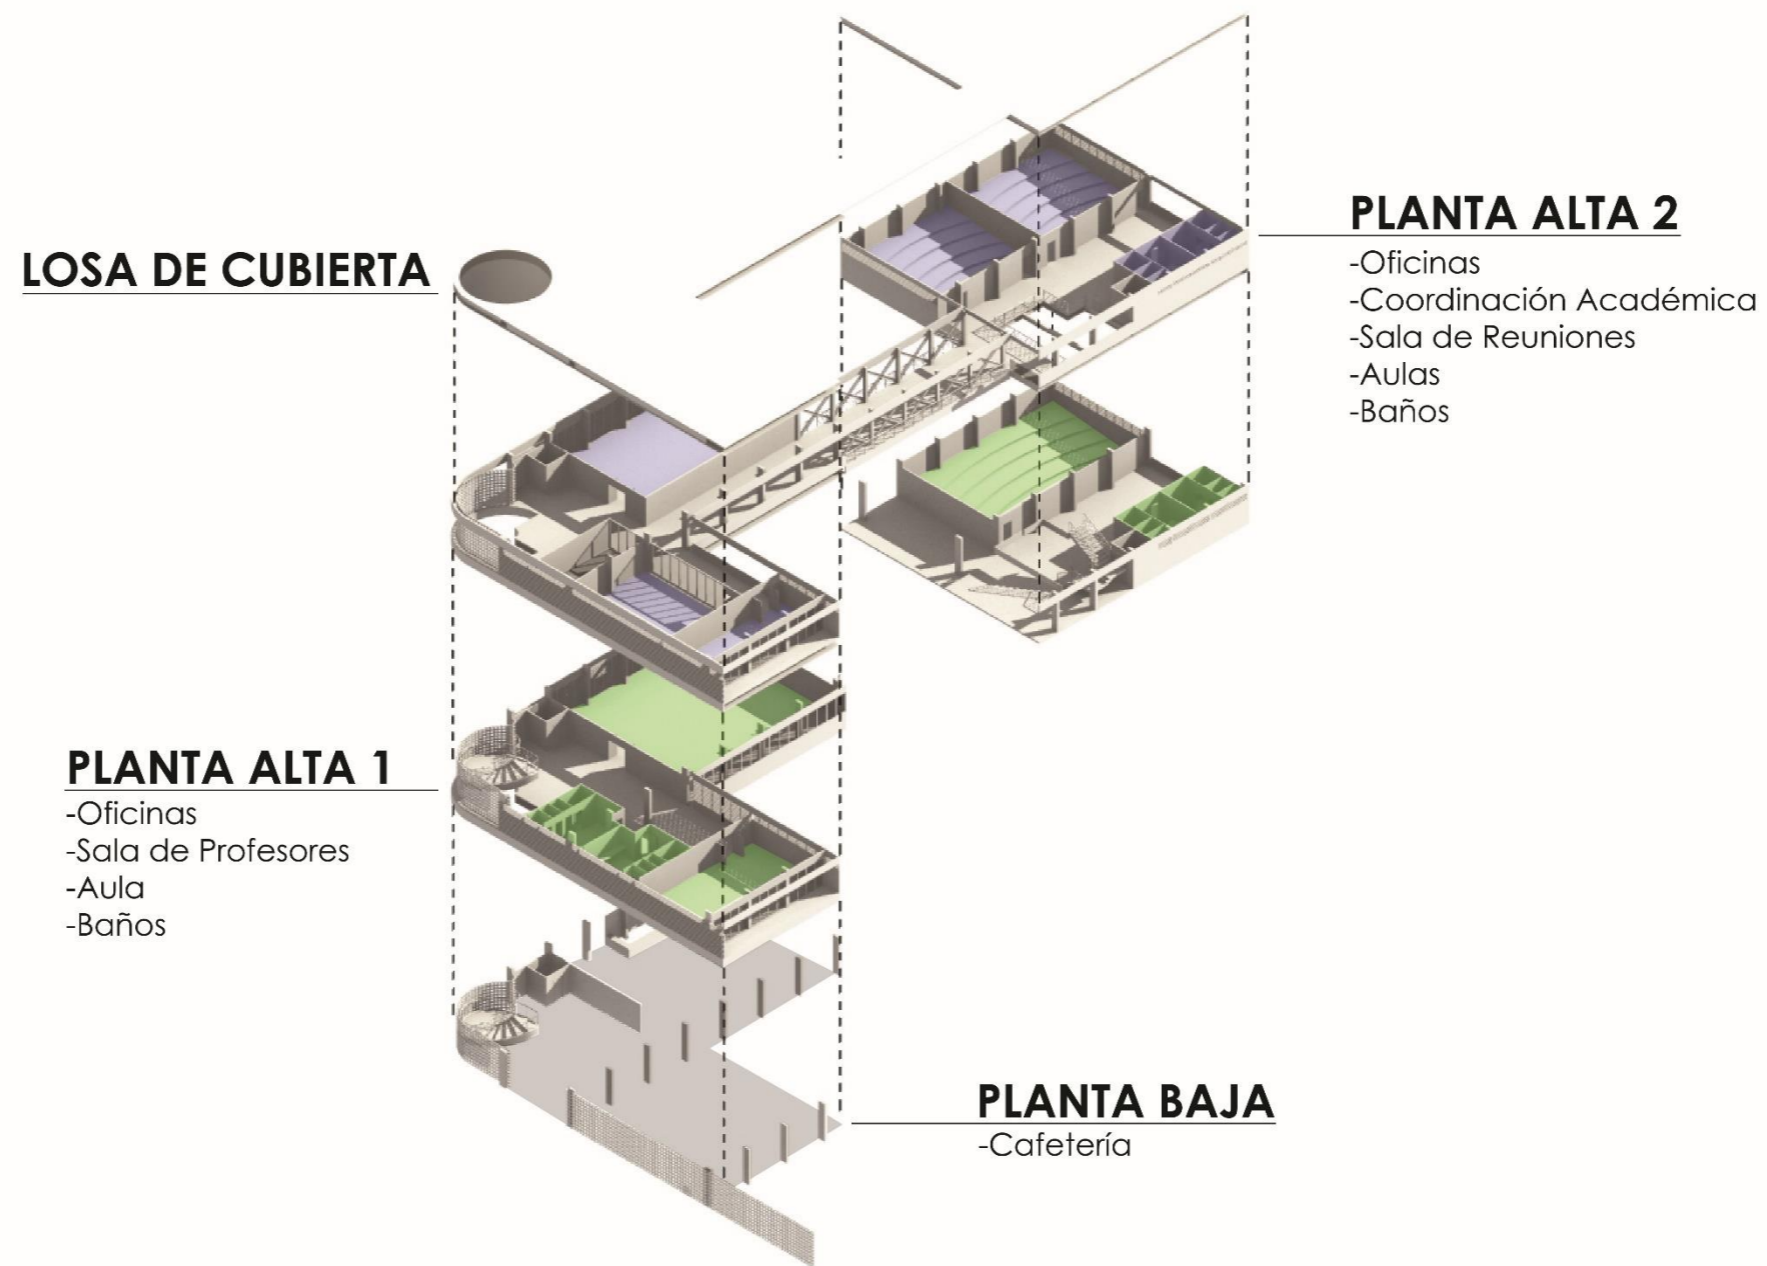 LOSA DE CUBIERTA
PLANTA ALTA 2
-Oficinas
-Coordinación Académica
-Sala de Reuniones
-Aulas
-Baños
PLANTA ALTA 1
-Oficinas
-Sala de Profesores
-Aula
-Baños
PLANTA BAJA
-Cafetería